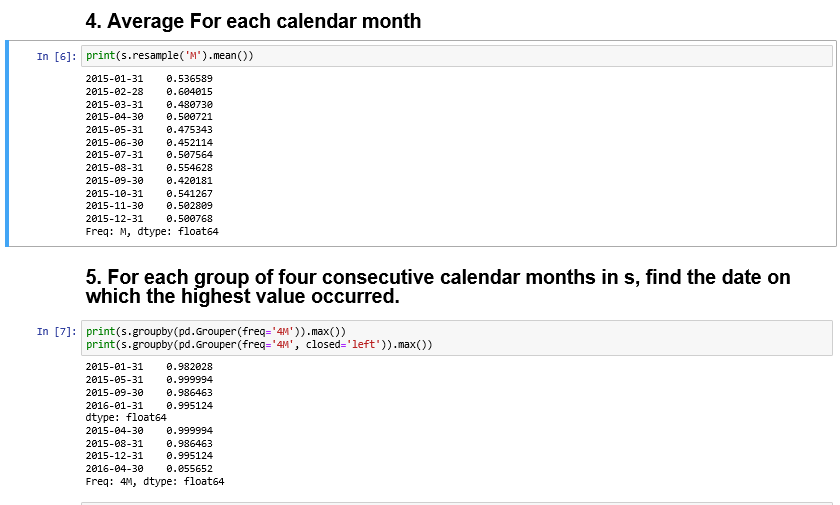 4. Average For each calendar month
In [6]: print(s.resample('M').mean())
2015-01-31    0.536589
2015-02-28    0.604015
2015-03-31    0.480730
2015-04-30    0.500721
2015-05-31    0.475343
2015-06-30    0.452114
2015-07-31    0.507564
2015-08-31    0.554628
2015-09-30    0.420181
2015-10-31    0.541267
2015-11-30    0.502809
2015-12-31    0.500768
Freq: M, dtype: float64
5. For each group of four consecutive calendar months in s, find the date on
which the highest value occurred.
In [7]: print(s.groupby(pd.Grouper(freq='4M')).max())
print(s.groupby(pd.Grouper(freq='4M', closed='left')).max())
2015-01-31    0.982028
2015-05-31    0.999994
2015-09-30    0.986463
2016-01-31    0.995124
dtype: float64
2015-04-30    0.999994
2015-08-31    0.986463
2015-12-31    0.995124
2016-04-30    0.055652
Freq: 4M, dtype: float64